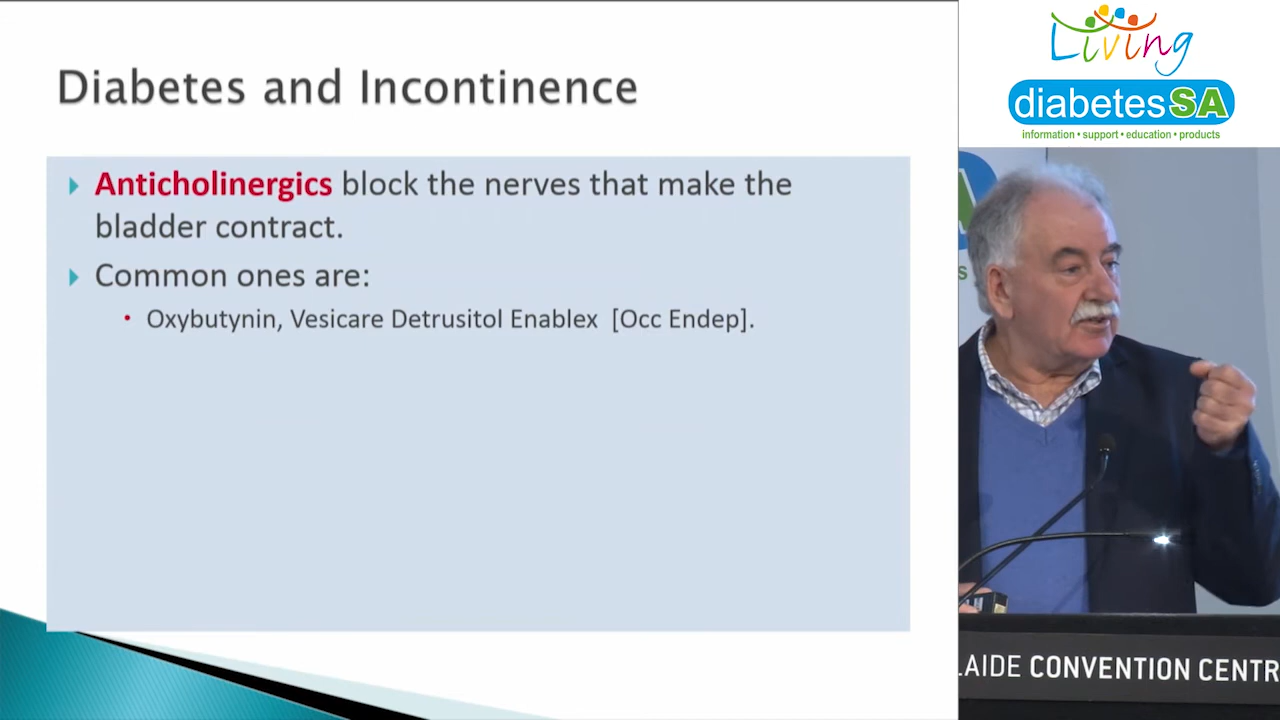 Diabetes and Incontinence
Anticholinergics block the nerves that make the
bladder contract.
Common ones are:
Oxybutynin, Vesicare Detrusitol Enablex [Occ Endep].
Living
diabetesSA
information • support • education • products
A
s
LAIDE CONVENTION CENTR